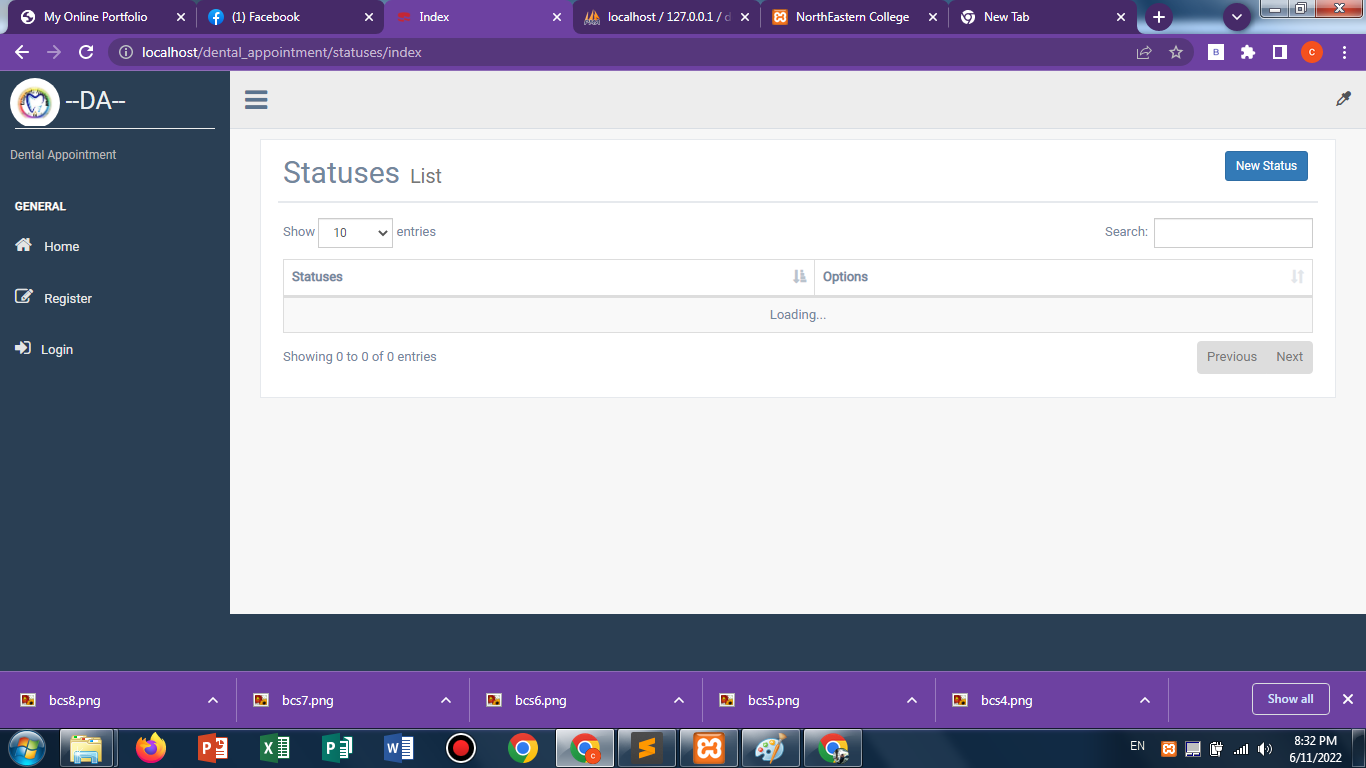 My Online Portfolio
(1) Facebook
Index
localhost / 127.0.0.1 / d
NorthEastern College
New Tab
localhost/dental_appointment/statuses/index
B
C
--DA--
Dental Appointment
GENERAL
Home
Register
Login
Statuses List
New Status
Show 10 entries
Search:
Statuses
Options
Loading...
Showing 0 to 0 of 0 entries
Previous
Next
bcs8.png
bcs7.png
bcs6.png
bcs5.png
bcs4.png
Show all
EN
8:32 PM
6/11/2022